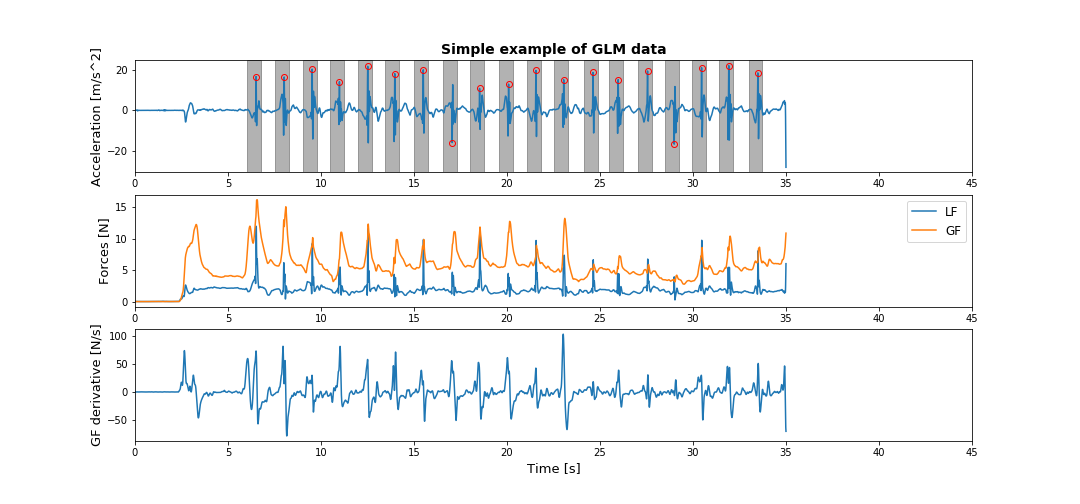 Simple example of GLM data
Acceleration [m/s^2]
20
0
−20
0 5 10 15 20 25 30 35 40 45
Forces [N]
15
10
5
0
LF
GF
0 5 10 15 20 25 30 35 40 45
GF derivative [N/s]
100
50
0
−50
0 5 10 15 20 25 30 35 40 45
Time [s]